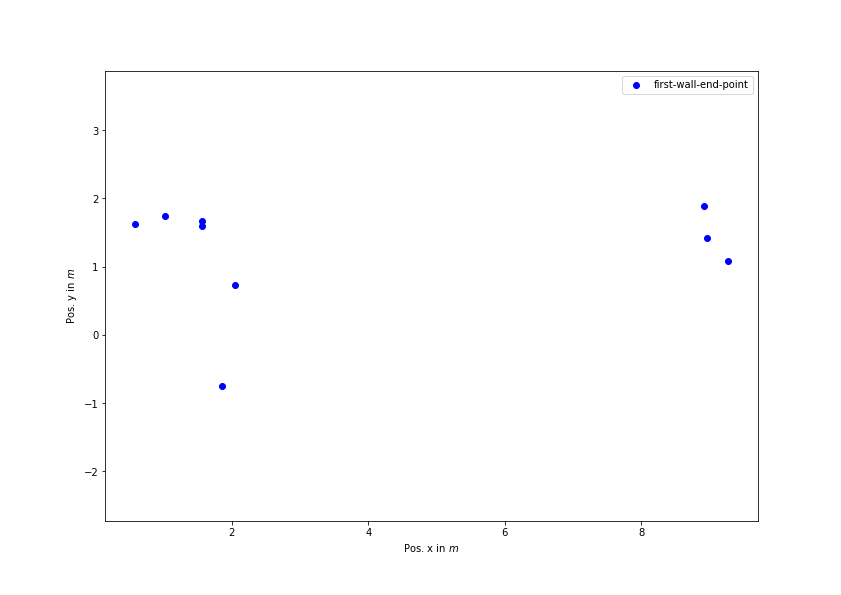 first-wall-end-point
3
2
1
0
−1
−2
Pos. y in m
2 4 6 8
Pos. x in m